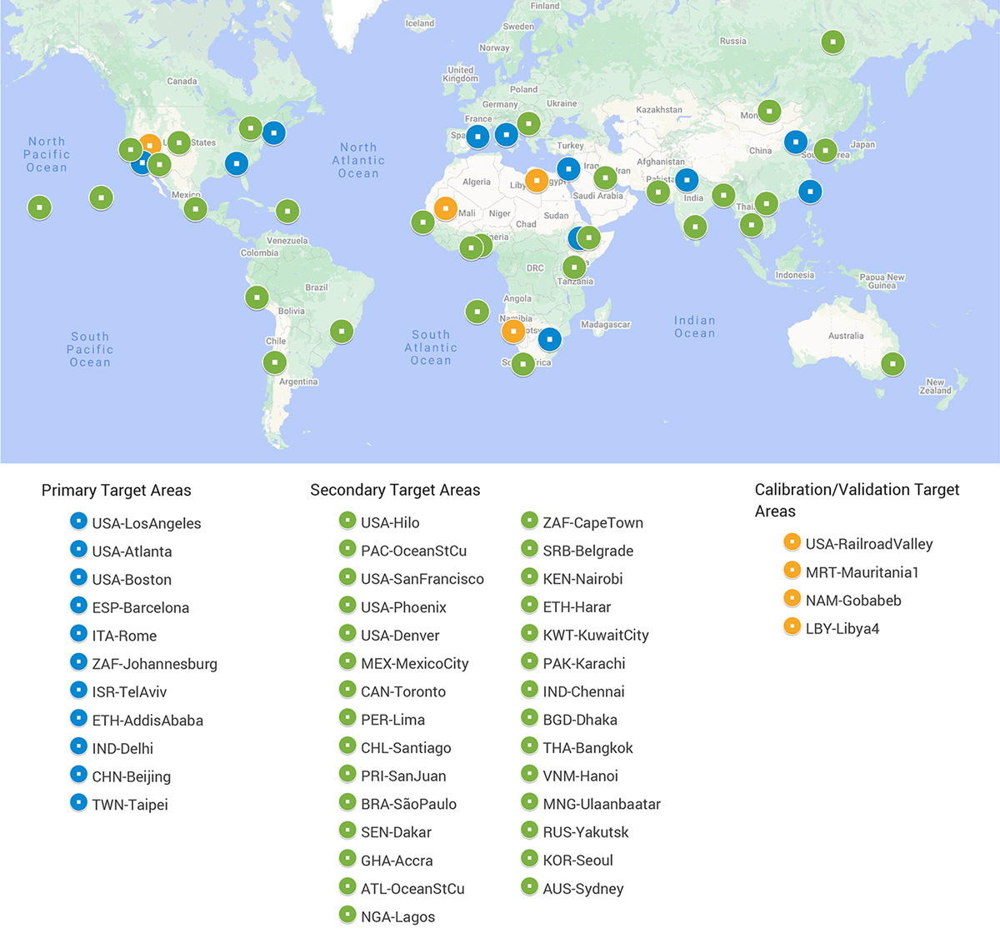 Finland
Iceland
Sweden
Russia
Norway
United
Kingdom
Canada
Poland
Germany
Ukraine
Kazakhstan
France
Turkey
China
Japan
North
Pacific
Ocean
North
Atlantic
Ocean
Afghanistan
Algeria
Saudi Arabia
India
Mexico
Mali
Niger
Chad
Sudan
Venezuela
Colombia
DRC
Tanzania
Indonesia
Papua New
Guinea
Brazil
Angola
Bolivia
Namibia
Madagascar
Indian
Ocean
South
Pacific
Ocean
South
Atlantic
Ocean
Chile
Australia
Argentina
New
Zealand
Primary Target Areas
USA-LosAngeles
USA-Atlanta
USA-Boston
ESP-Barcelona
ITA-Rome
ZAF-Johannesburg
ISR-TelAviv
ETH-AddisAbaba
IND-Delhi
CHN-Beijing
TWN-Taipei
Secondary Target Areas
USA-Hilo
PAC-OceanStCu
USA-SanFrancisco
USA-Phoenix
USA-Denver
MEX-MexicoCity
CAN-Toronto
PER-Lima
CHL-Santiago
PRI-SanJuan
BRA-SãoPaulo
SEN-Dakar
GHA-Accra
ATL-OceanStCu
NGA-Lagos
ZAF-CapeTown
SRB-Belgrade
KEN-Nairobi
ETH-Harar
KWT-KuwaitCity
PAK-Karachi
IND-Chennai
BGD-Dhaka
THA-Bangkok
VNM-Hanoi
MNG-Ulaanbaatar
RUS-Yakutsk
KOR-Seoul
AUS-Sydney
Calibration/Validation Target
Areas
USA-RailroadValley
MRT-Mauritania1
NAM-Gobabeb
LBY-Libya4